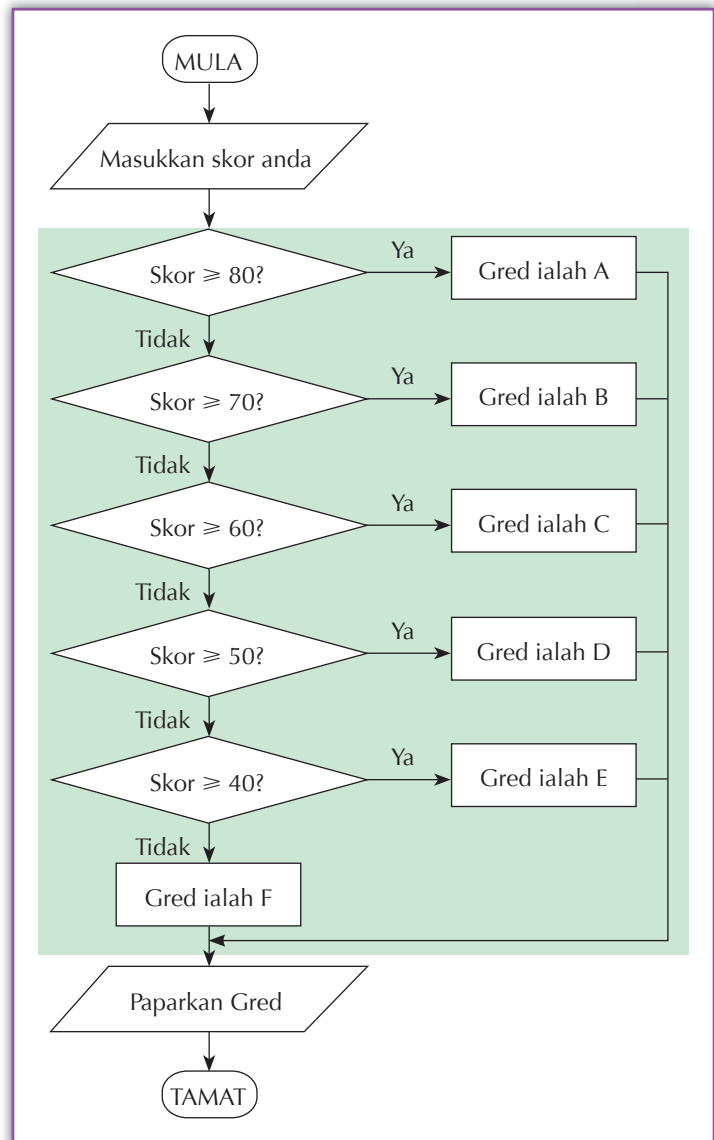 MULA
Masukkan skor anda
Skor ⩾ 80?
Ya
Gred ialah A
Tidak
Skor ⩾ 70?
Ya
Gred ialah B
Tidak
Skor ⩾ 60?
Ya
Gred ialah C
Tidak
Skor ⩾ 50?
Ya
Gred ialah D
Tidak
Skor ⩾ 40?
Ya
Gred ialah E
Tidak
Gred ialah F
Paparkan Gred
TAMAT